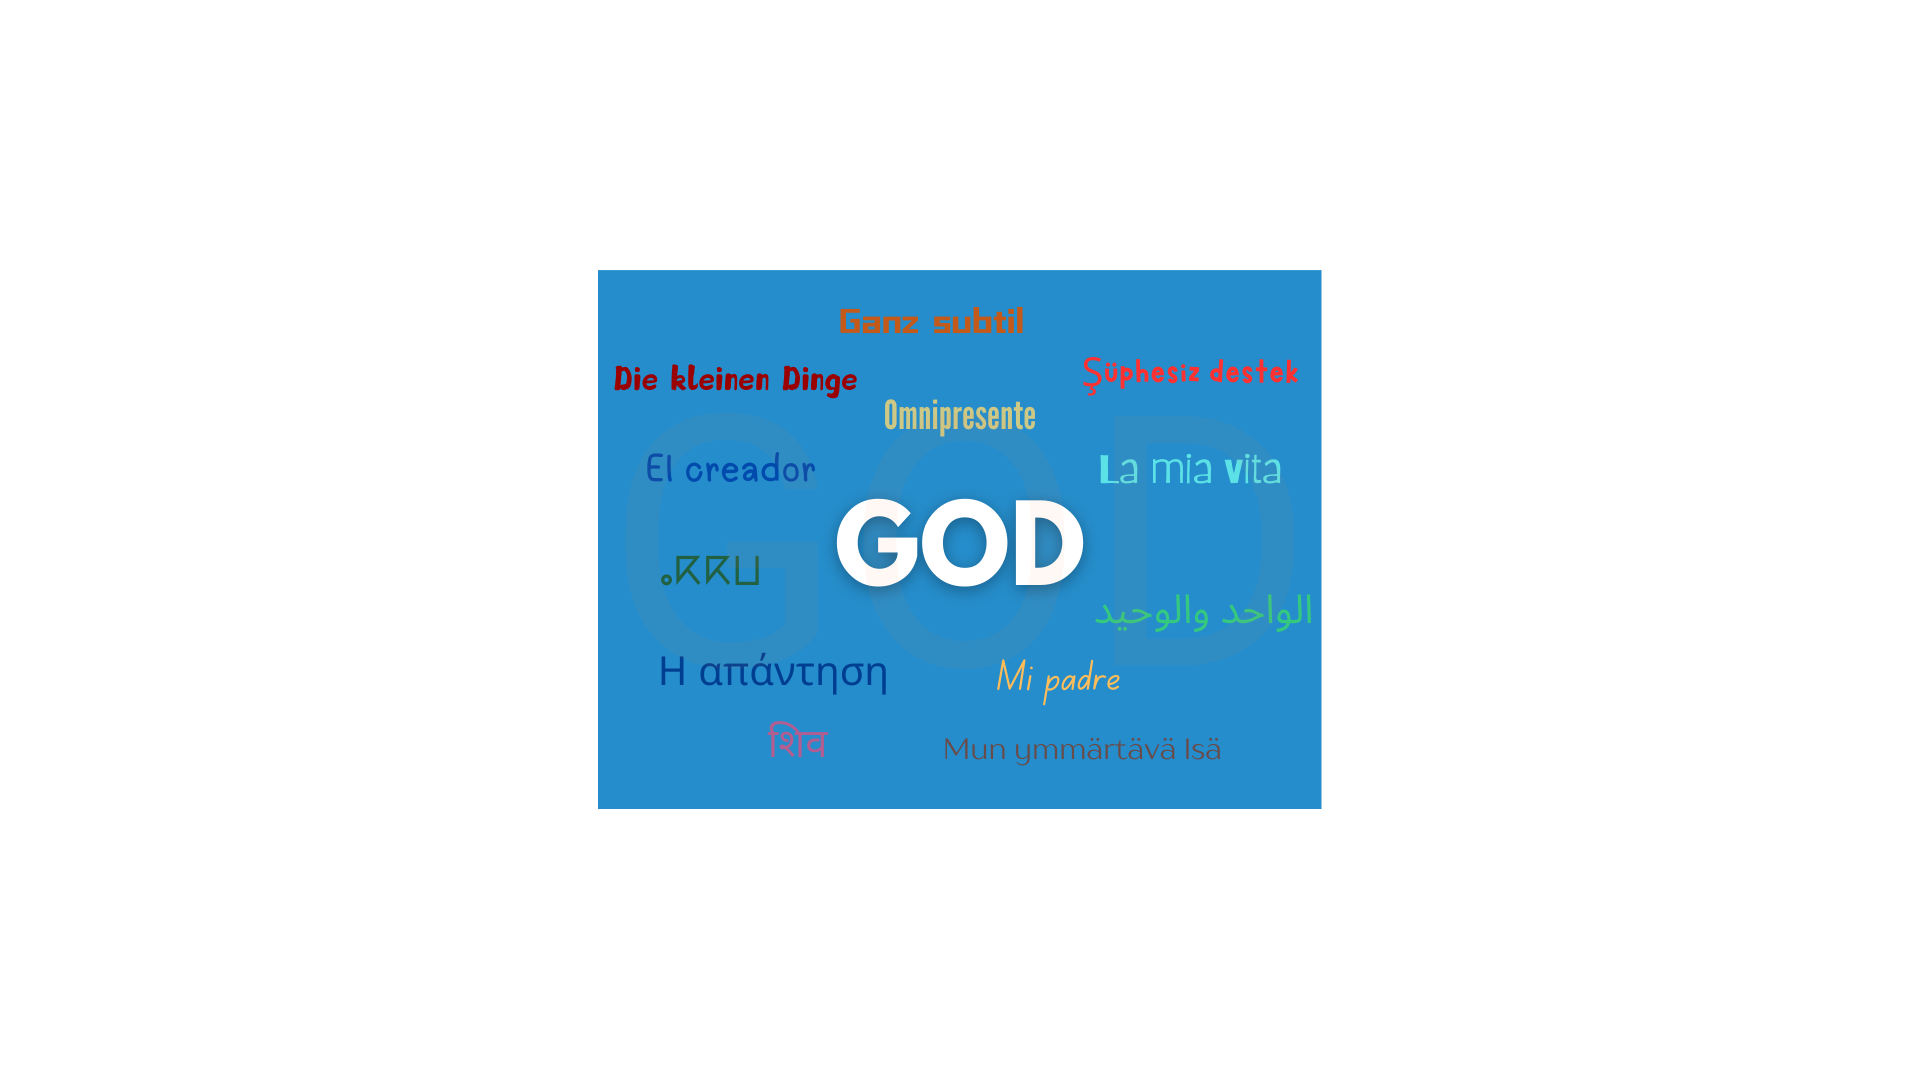 Ganz subtil
Die kleinen Dinge
Şüphesiz destek
Omnipresente
El creador
La mia vita
GOD
GOD
ⴰⴽⴽⵡ
الواحد والوحيد
Η απάντηση
Mi padre
शिव
Mun ymmärtävä Isä